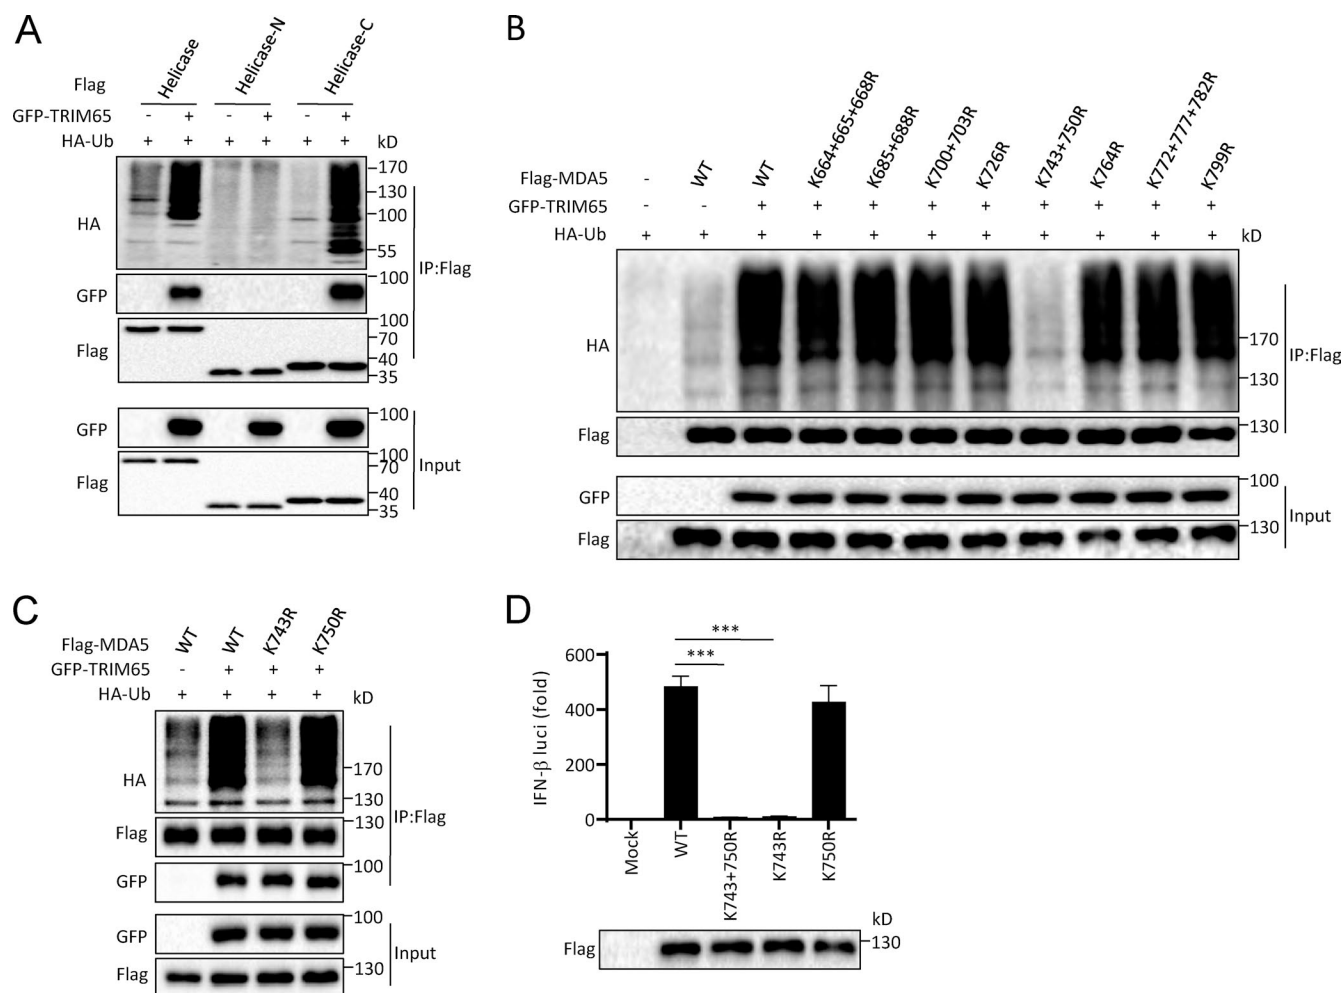 A
Helicase
Helicase-N
Helicase-C
Flag
GFP-TRIM65 - + - + - +
HA-Ub + + + + + + kD
HA
170
130
100
55
GFP
100
Flag
100
70
40
35
IP:Flag
GFP
100
Flag
100
70
40
35
Input
B
Flag-MDA5 - WT WT K664+665+668R K685+688R K700+703R K726R K743+750R K764R K772+777+782R K799R
GFP-TRIM65 - - + + + + + + + + +
HA-Ub + + + + + + + + + + + kD
HA
170
130
Flag
130
IP:Flag
GFP
100
Flag
130
Input
C
Flag-MDA5 WT WT K743R K750R
GFP-TRIM65 - + + +
HA-Ub + + + + kD
HA
170
130
Flag
130
GFP
100
IP:Flag
GFP
100
Flag
130
Input
D
***
***
IFN-β luci (fold)
600
400
200
0
Mock
WT
K743+750R
K743R
K750R
kD
Flag
130